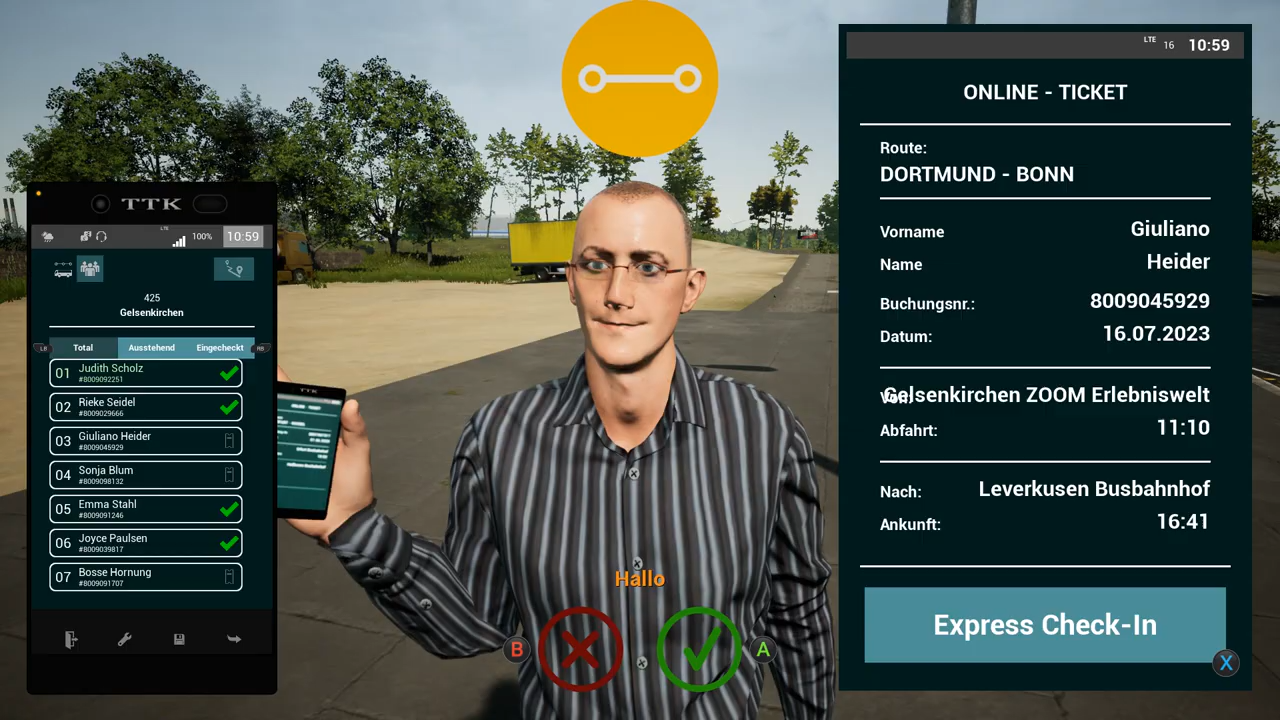 TTK
LTE
100%
10:59
425
Gelsenkirchen
LB
Total
Ausstehend
Eingecheckt
RB
01
Judith Scholz
#8009092251
02
Rieke Seidel
#8009029666
03
Giuliano Heider
#8009045929
04
Sonja Blum
#8009098132
05
Emma Stahl
#8009091246
06
Joyce Paulsen
#8009039817
07
Bosse Hornung
#8009091707
Hallo
B
A
LTE 16 10:59
ONLINE - TICKET
Route:
DORTMUND - BONN
Vorname Giuliano
Name Heider
Buchungsnr.: 8009045929
Datum: 16.07.2023
Von: Gelsenkirchen ZOOM Erlebniswelt
Abfahrt: 11:10
Nach: Leverkusen Busbahnhof
Ankunft: 16:41
Express Check-In
X